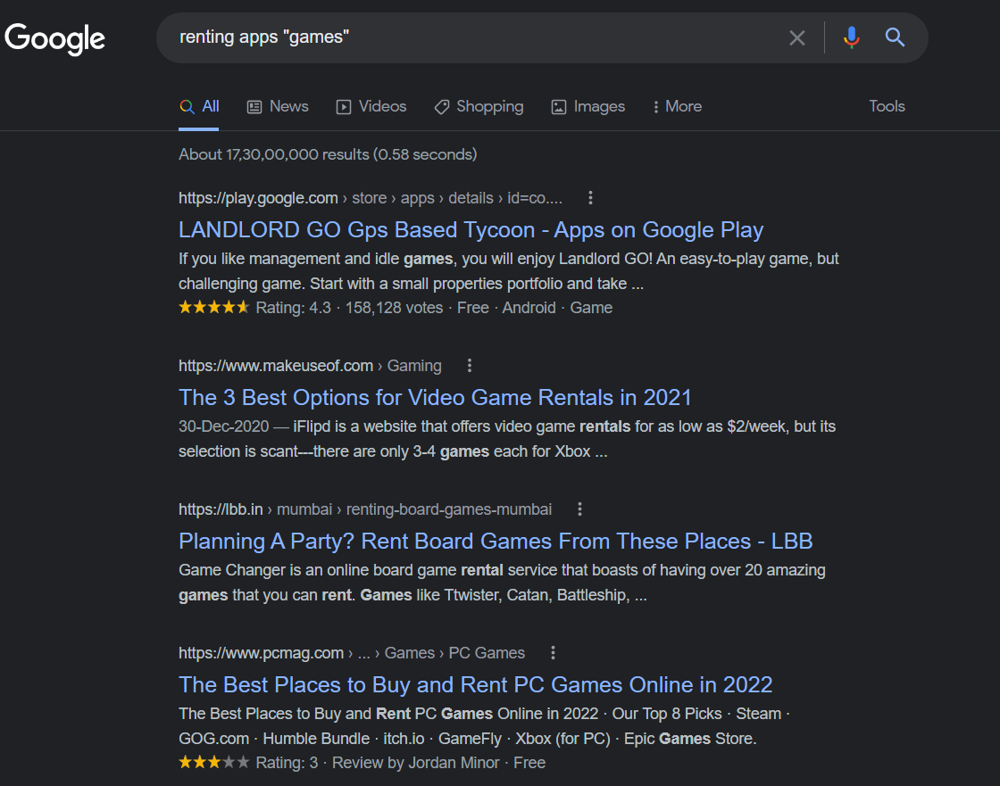 Google
renting apps "games"
All News Videos Shopping Images More Tools
About 17,30,00,000 results (0.58 seconds)
https://play.google.com › store › apps › details › id=co....
LANDLORD GO Gps Based Tycoon - Apps on Google Play
If you like management and idle games, you will enjoy Landlord GO! An easy-to-play game, but
challenging game. Start with a small properties portfolio and take ...
Rating: 4.3 · 158,128 votes · Free · Android · Game
https://www.makeuseof.com › Gaming
The 3 Best Options for Video Game Rentals in 2021
30-Dec-2020 — iFlipd is a website that offers video game rentals for as low as $2/week, but its
selection is scant---there are only 3-4 games each for Xbox ...
https://lbb.in › mumbai › renting-board-games-mumbai
Planning A Party? Rent Board Games From These Places - LBB
Game Changer is an online board game rental service that boasts of having over 20 amazing
games that you can rent. Games like Ttwister, Catan, Battleship, ...
https://www.pcmag.com › ... › Games › PC Games
The Best Places to Buy and Rent PC Games Online in 2022
The Best Places to Buy and Rent PC Games Online in 2022 · Our Top 8 Picks · Steam ·
GOG.com · Humble Bundle · itch.io · GameFly · Xbox (for PC) · Epic Games Store.
Rating: 3 · Review by Jordan Minor · Free